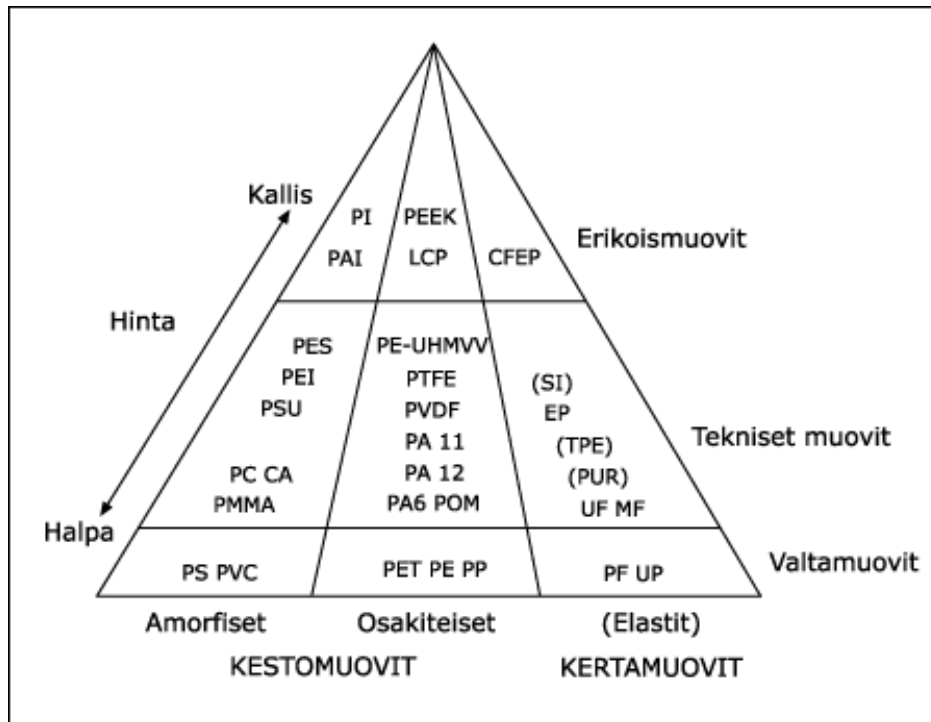 Kallis
PI PEEK
PAI LCP CFEP
Erikoismuovit
Hinta
PES PE-UHMVV
PEI PTFE (SI)
PSU PVDF EP
PA 11 (TPE)
Tekniset muovit
PC CA PA 12 (PUR)
PMMA PA6 POM UF MF
Halpa
Valtamuovit
PS PVC PET PE PP PF UP
Amorfiset Osakiteiset (Elastit)
KESTOMUOVIT KERTAMUOVIT